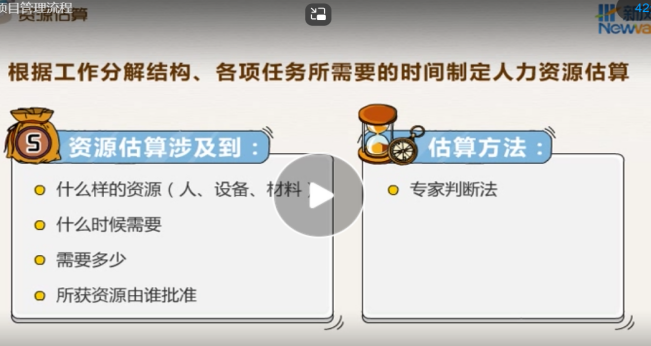 项目管理流程
资源估算
42
Newva
根据工作分解结构、各项任务所需要的时间制定人力资源估算
资源估算涉及到：
什么样的资源（人、设备、材料）
什么时候需要
需要多少
所获资源由谁批准
估算方法：
专家判断法